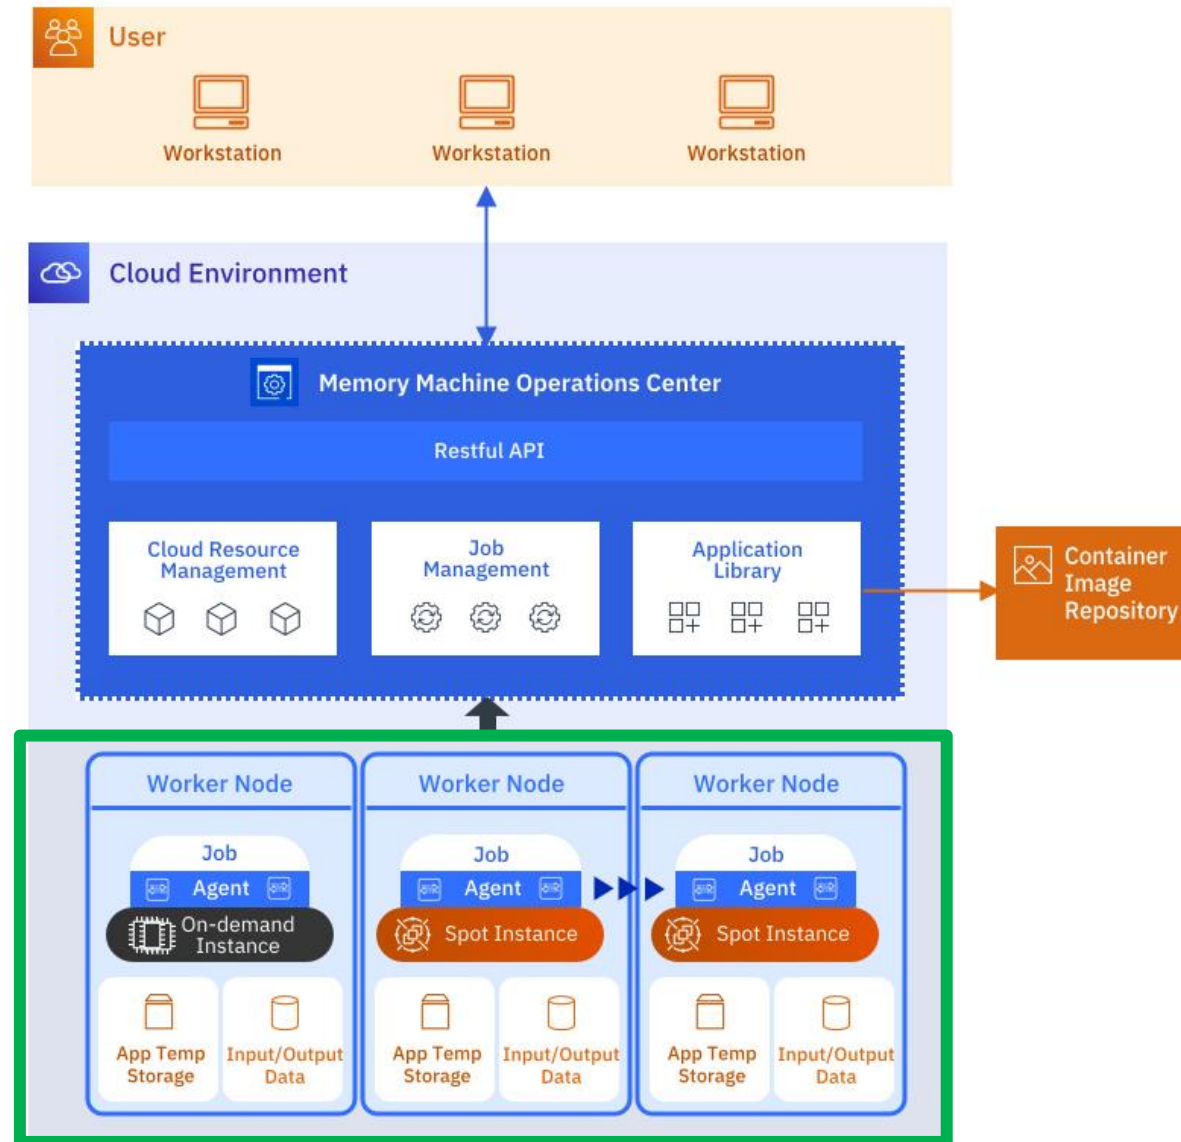 User
Workstation
Workstation
Workstation
Cloud Environment
Memory Machine Operations Center
Restful API
Cloud Resource
Management
Job
Management
Application
Library
Container
Image
Repository
Worker Node
Job
Agent
On-demand
Instance
App Temp
Storage
Input/Output
Data
Worker Node
Job
Agent
Spot Instance
App Temp
Storage
Input/Output
Data
Worker Node
Job
Agent
Spot Instance
App Temp
Storage
Input/Output
Data